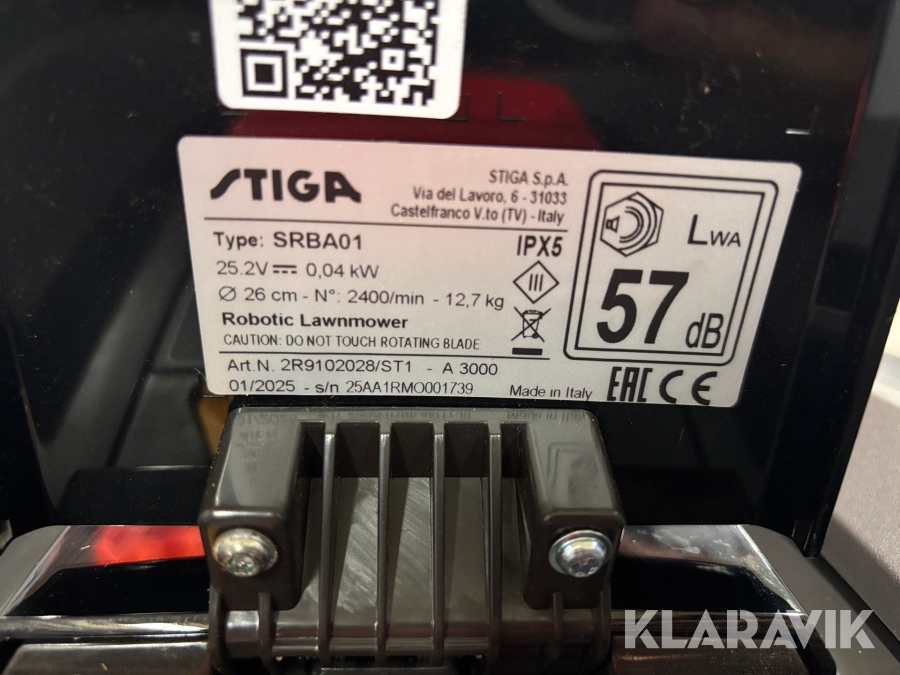 STIGA
STIGA S.p.A.
Via del Lavoro, 6 - 31033
Castelfranco V.to (TV) - Italy
Type: SRBA01
IPX5
25.2V 0,04 kW
Ø 26 cm - N°: 2400/min - 12,7 kg
III
Robotic Lawnmower
CAUTION: DO NOT TOUCH ROTATING BLADE
Art.N. 2R9102028/ST1 - A 3000
01/2025 - s/n 25AA1RMO001739
Made in Italy
EAC CE
LWA
57 dB
KLARAVIK